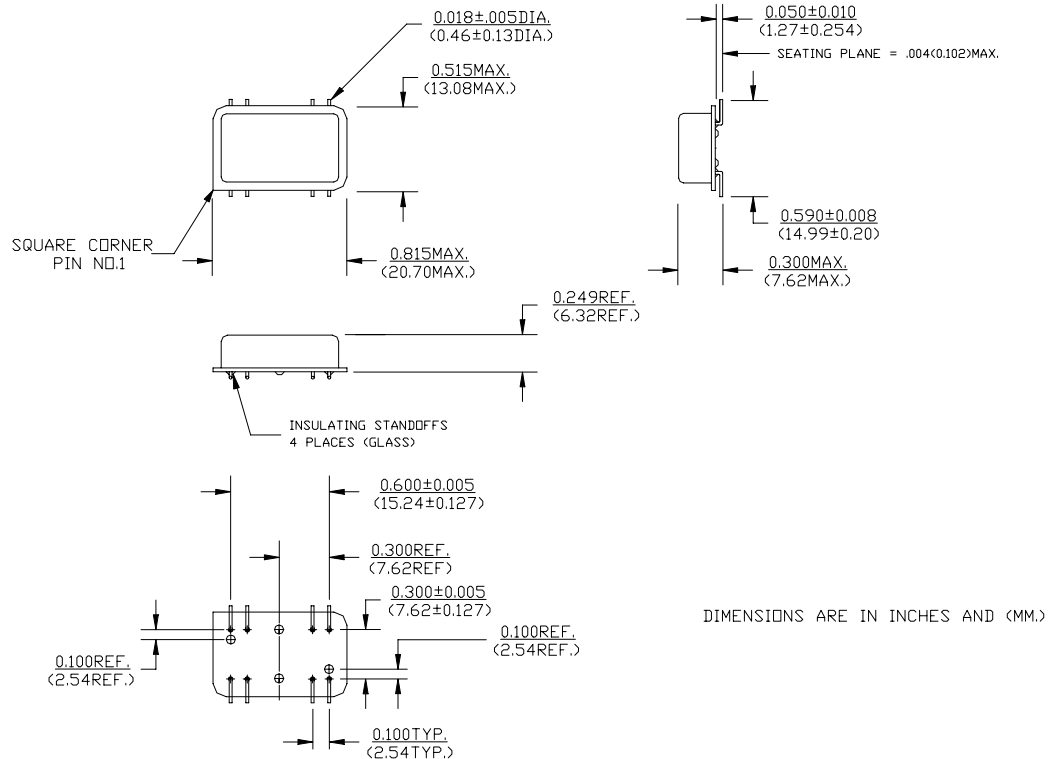 0.018±.005DIA.
(0.46±0.13DIA.)
0.515MAX.
(13.08MAX.)
SQUARE CORNER
PIN NO.1
0.815MAX.
(20.70MAX.)
0.050±0.010
(1.27±0.254)
SEATING PLANE = .004(0.102)MAX.
0.590±0.008
(14.99±0.20)
0.300MAX.
(7.62MAX.)
0.249REF.
(6.32REF.)
INSULATING STANDOFFS
4 PLACES (GLASS)
0.600±0.005
(15.24±0.127)
0.300REF.
(7.62REF)
0.300±0.005
(7.62±0.127)
0.100REF.
(2.54REF.)
0.100REF.
(2.54REF.)
0.100TYP.
(2.54TYP.)
DIMENSIONS ARE IN INCHES AND (MM.)